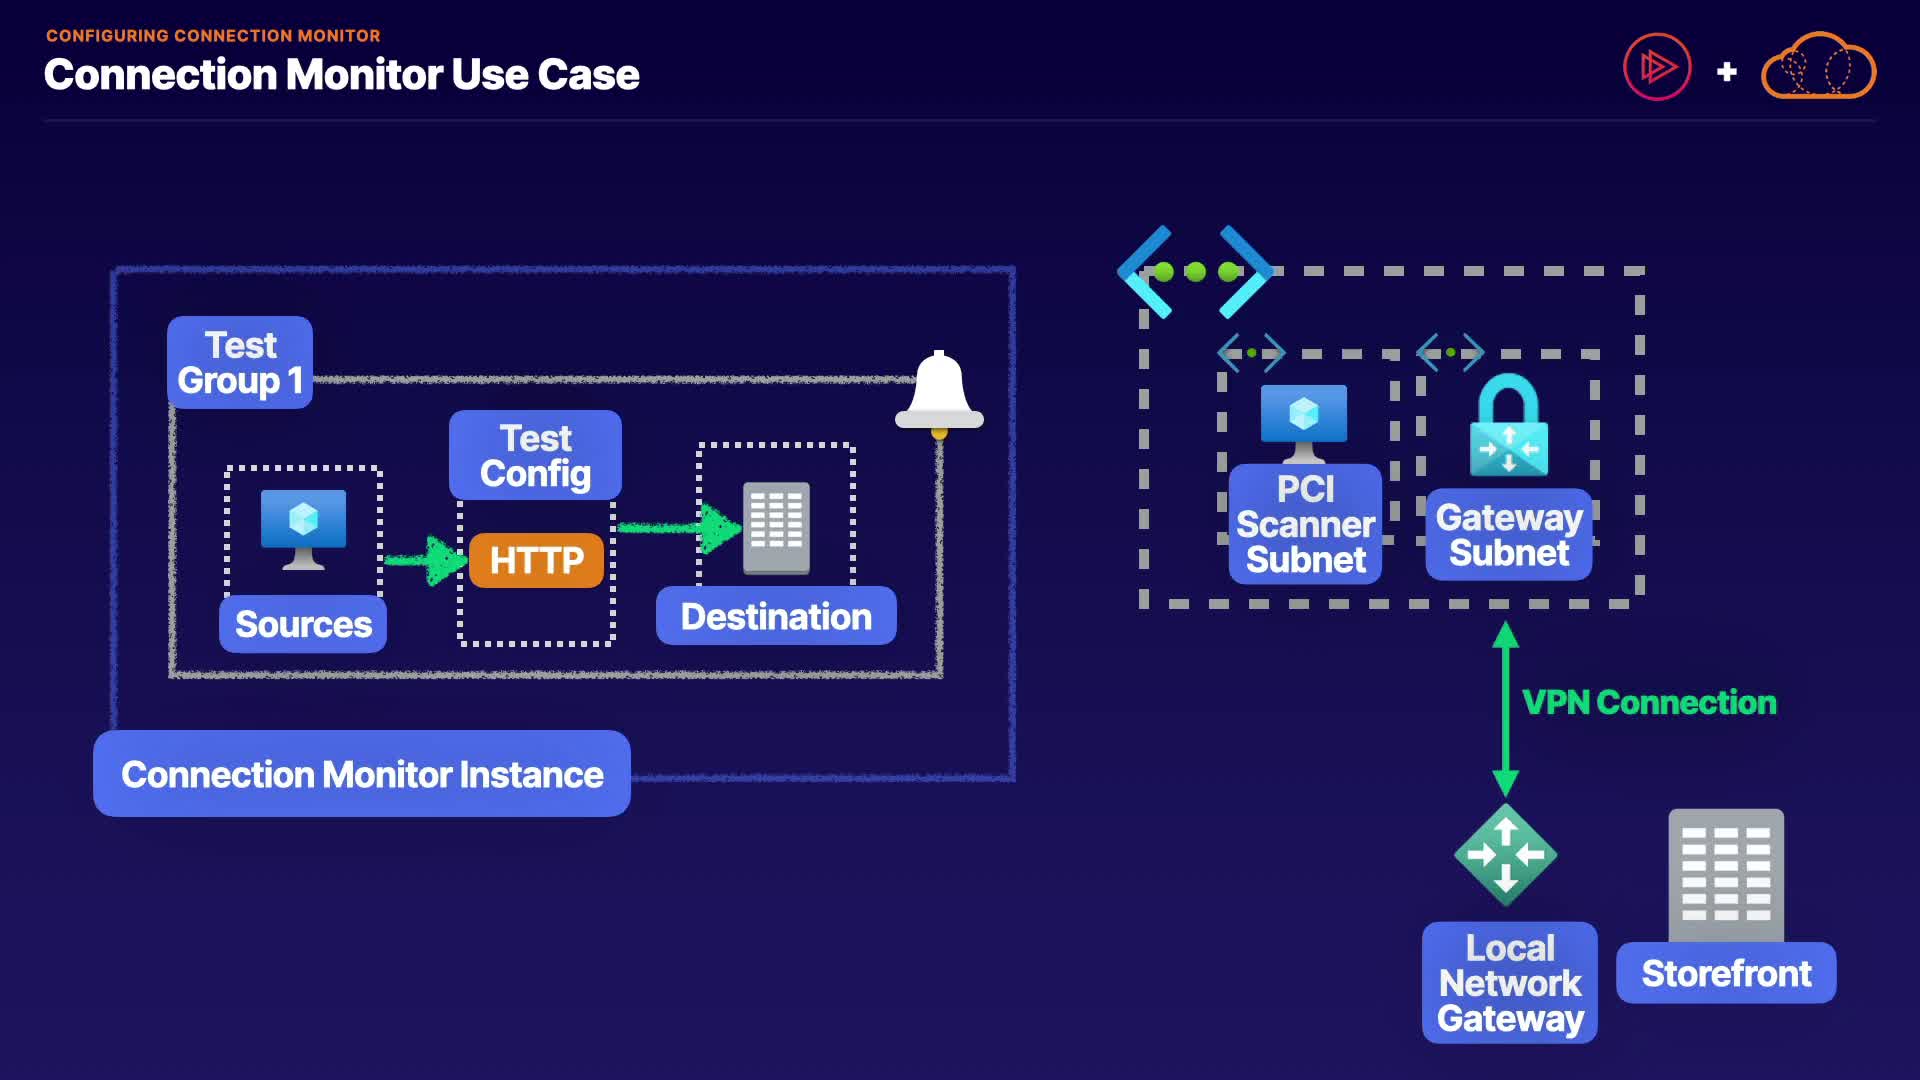 CONFIGURING CONNECTION MONITOR
Connection Monitor Use Case
Test
Group 1
Test
Config
HTTP
Sources
Destination
Connection Monitor Instance
PCI
Scanner
Subnet
Gateway
Subnet
VPN Connection
Local
Network
Gateway
Storefront